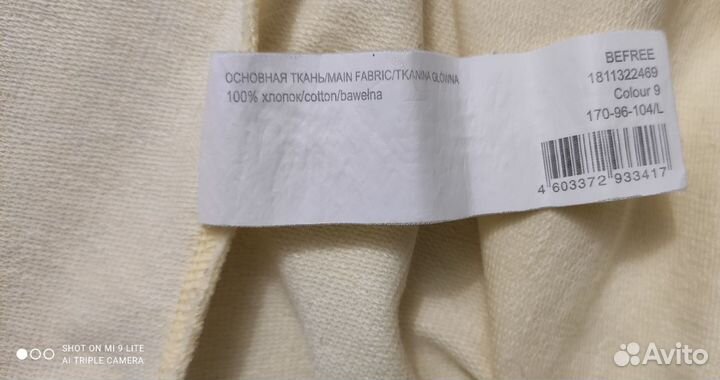 ОСНОВНАЯ ТКАНЬ/MAIN FABRIC/TKANINA GŁÓWNA
100% хлопок/cotton/bawełna
BEFREE
1811322469
Colour 9
170-96-104/L
4 603372 933417
SHOT ON MI 9 LITE
AI TRIPLE CAMERA
Avito